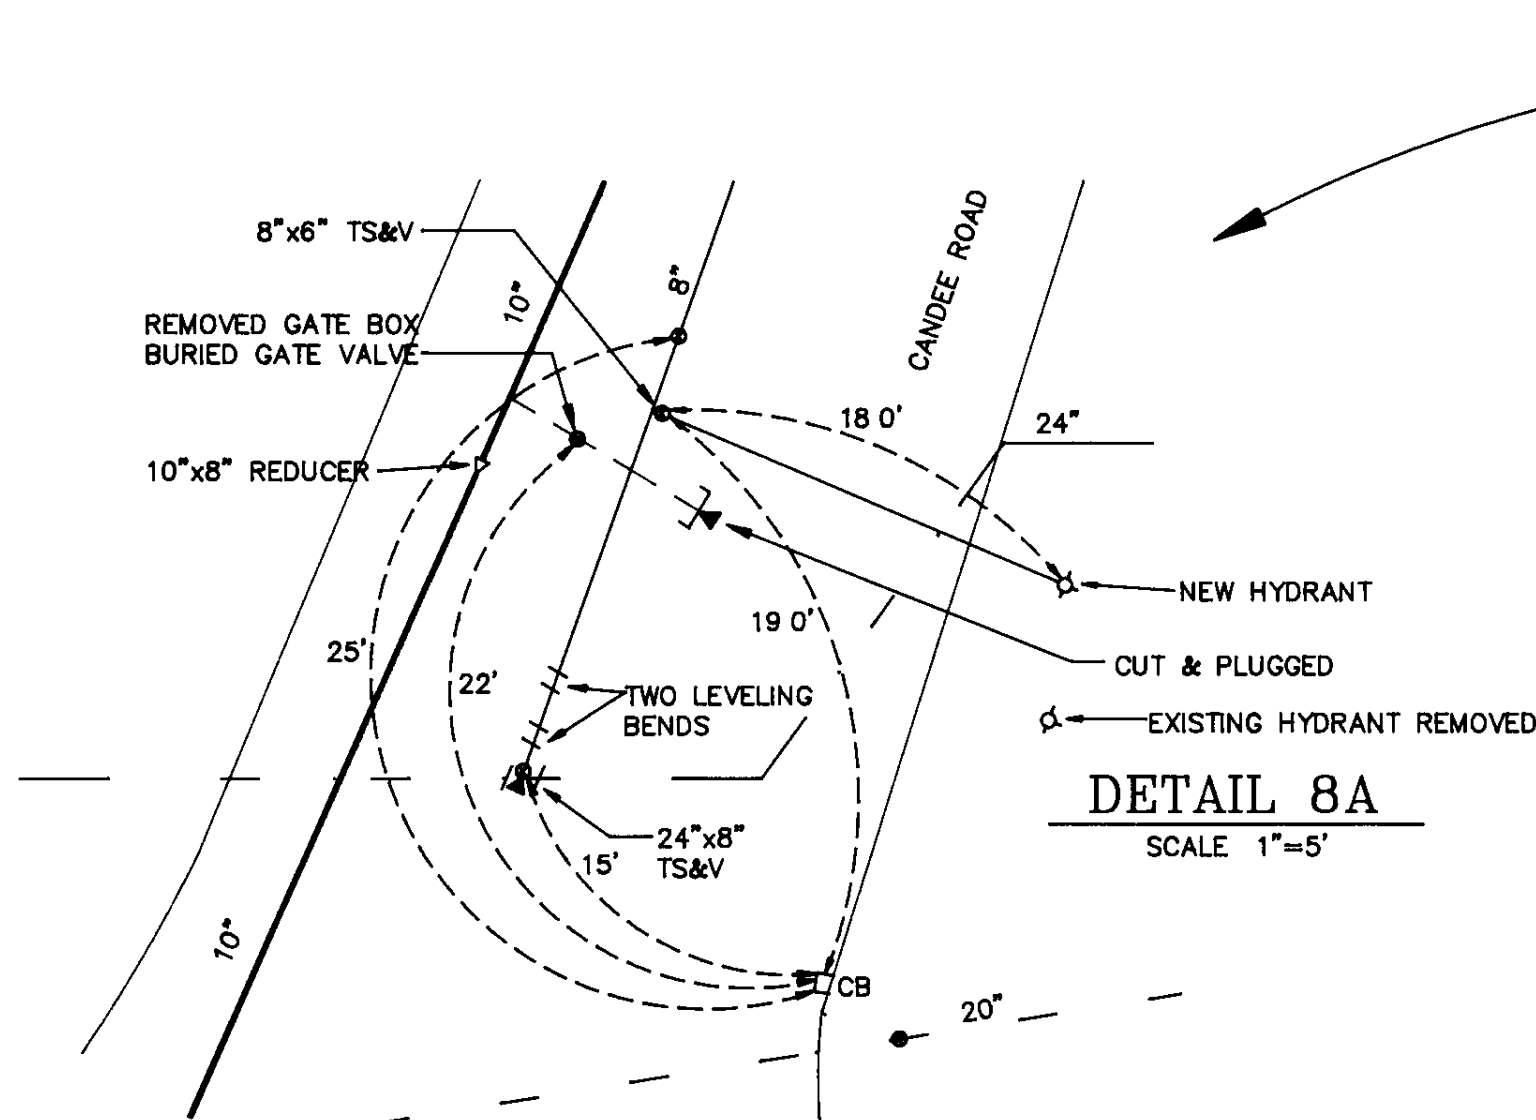 CANDEE ROAD
8"x6" TS&V
8"
10"
REMOVED GATE BOX
BURIED GATE VALVE
18 0'
24"
10"x8" REDUCER
NEW HYDRANT
19 0'
25'
22'
CUT & PLUGGED
TWO LEVELING
BENDS
EXISTING HYDRANT REMOVED
DETAIL 8A
SCALE 1"=5'
24"x8"
TS&V
15'
10"
CB
20"